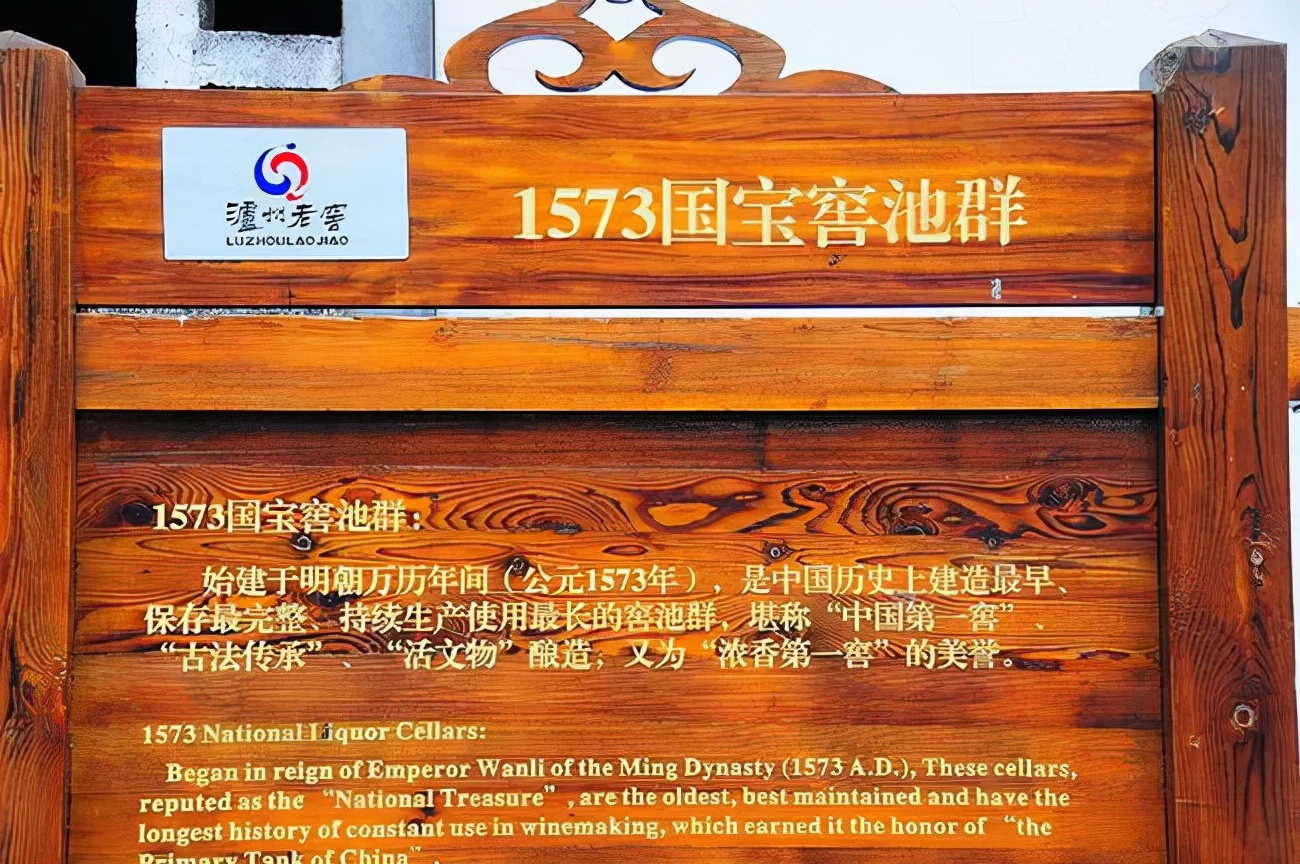 泸州老窖
LUZHOULAOJIAO
1573国宝窖池群
1573国宝窖池群：
始建于明朝万历年间（公元1573年），是中国历史上建造最早、
保存最完整、持续生产使用最长的窖池群，堪称“中国第一窖”、
“古法传承”、“活文物”酿造；又为“浓香第一窖”的美誉。
1573 National Liquor Cellars:
Began in reign of Emperor Wanli of the Ming Dynasty (1573 A.D.), These cellars,
reputed as the “National Treasure”, are the oldest, best maintained and have the
longest history of constant use in winemaking, which earned it the honor of “the
Primary Tank of China”.